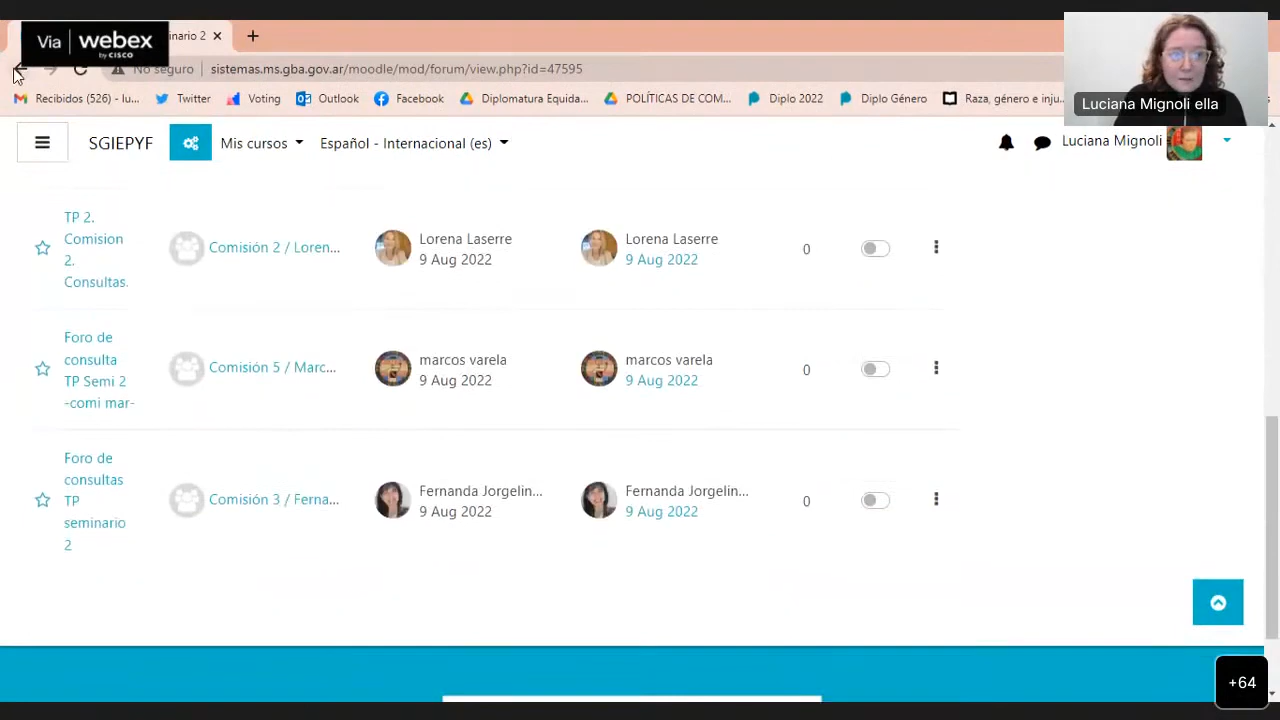 Via webex
by CISCO
inario 2
No seguro sistemas.ms.gba.gov.ar/moodle/mod/forum/view.php?id=47595
Recibidos (526) - lu... Twitter Voting Outlook Facebook Diplomatura Equida... POLÍTICAS DE COM... Diplo 2022 Diplo Género Raza, género e inju...
Luciana Mignoli ella
SGIEPYF Mis cursos Español - Internacional (es) Luciana Mignoli
TP 2.
Comision
2.
Consultas.
Comisión 2 / Loren...
Lorena Laserre
9 Aug 2022
Lorena Laserre
9 Aug 2022
0
Foro de
consulta
TP Semi 2
-comi mar-
Comisión 5 / Marc...
marcos varela
9 Aug 2022
marcos varela
9 Aug 2022
0
Foro de
consultas
TP
seminario
2
Comisión 3 / Ferna...
Fernanda Jorgelin...
9 Aug 2022
Fernanda Jorgelin...
9 Aug 2022
0
+64